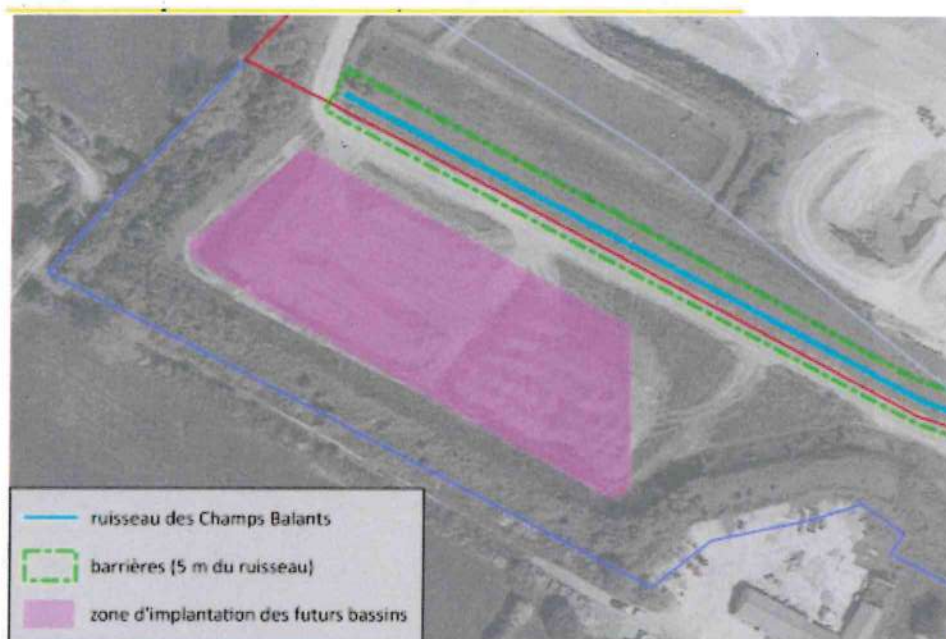 ruisseau des Champs Balants
barrières (5 m du ruisseau)
zone d'implantation des futurs bassins